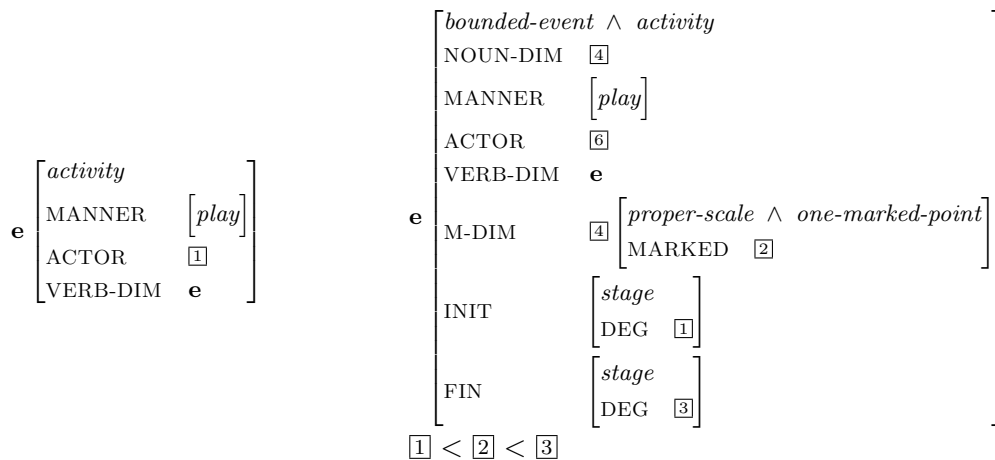 e
activity
MANNER [play]
ACTOR 1
VERB-DIM e
e
bounded-event ∧ activity
NOUN-DIM 4
MANNER [play]
ACTOR 6
VERB-DIM e
M-DIM 4
proper-scale ∧ one-marked-point
MARKED 2
INIT
stage
DEG 1
FIN
stage
DEG 3
1 < 2 < 3